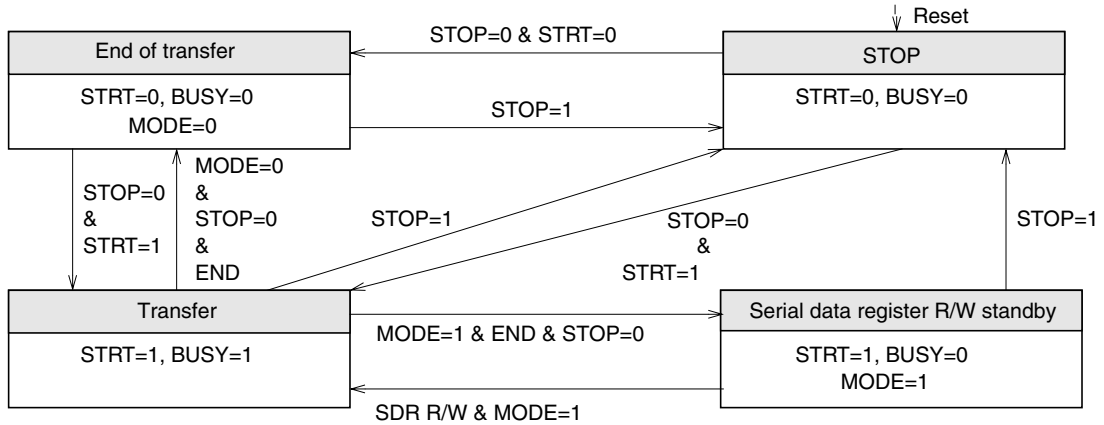 Reset
End of transfer
STRT=0, BUSY=0
MODE=0
STOP=0 & STRT=0
STOP=1
STOP
STRT=0, BUSY=0
STOP=0
&
STRT=1
MODE=0
&
STOP=0
&
END
STOP=1
STOP=0
&
STRT=1
STOP=1
Transfer
STRT=1, BUSY=1
MODE=1 & END & STOP=0
SDR R/W & MODE=1
Serial data register R/W standby
STRT=1, BUSY=0
MODE=1